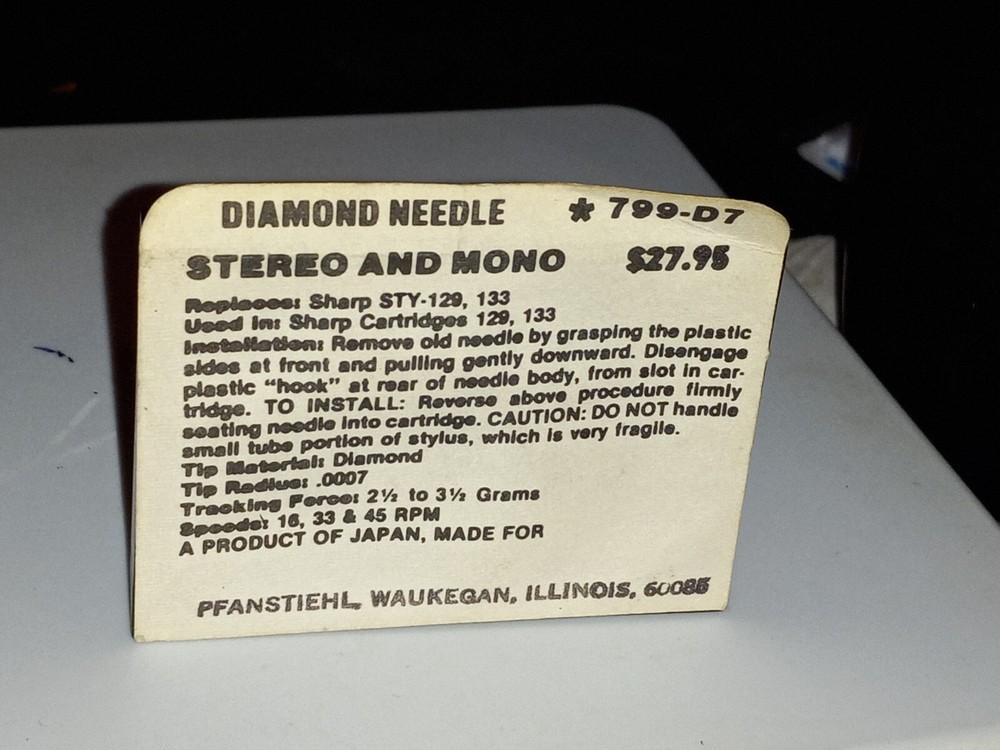 DIAMOND NEEDLE * 799-D7
STEREO AND MONO $27.95
Replaces: Sharp STY-129, 133
Used In: Sharp Cartridges 129, 133
Installation: Remove old needle by grasping the plastic
sides at front and pulling gently downward. Disengage
plastic “hook” at rear of needle body, from slot in car-
tridge. TO INSTALL: Reverse above procedure firmly
seating needle into cartridge. CAUTION: DO NOT handle
small tube portion of stylus, which is very fragile.
Tip Material: Diamond
Tip Radius: .0007
Tracking Force: 2½ to 3½ Grams
Speeds: 16, 33 & 45 RPM
A PRODUCT OF JAPAN, MADE FOR
PFANSTIEHL, WAUKEGAN, ILLINOIS, 60085